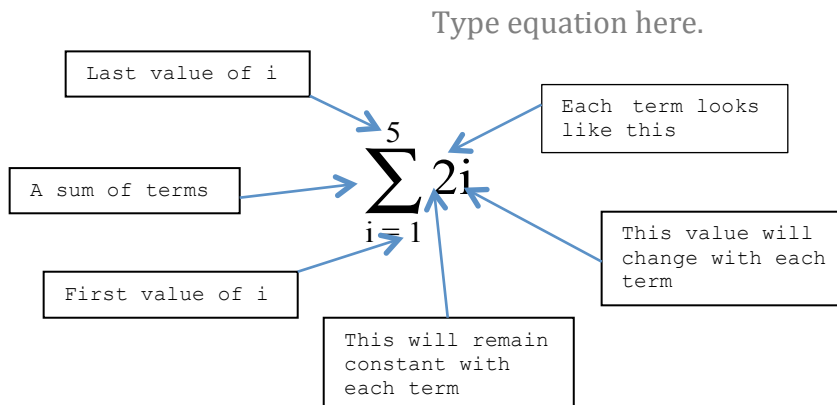 Type equation here.
Last value of i
Each term looks
like this
5
∑ 2i
i = 1
A sum of terms
This value will
change with each
term
First value of i
This will remain
constant with
each term